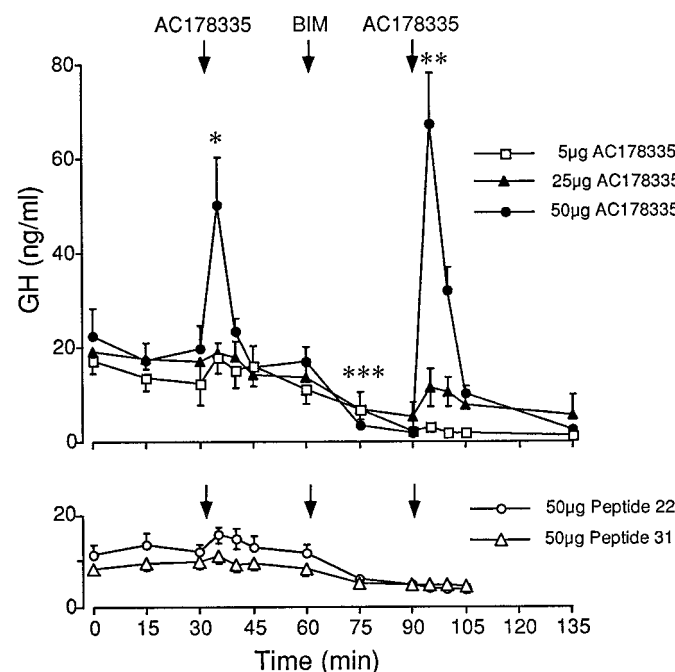 AC178335 BIM AC178335
80
60
40
20
0
GH (ng/ml)
*
***
**
5µg AC178335
25µg AC178335
50µg AC178335
20
10
0
50µg Peptide 22
50µg Peptide 31
0 15 30 45 60 75 90 105 120 135
Time (min)